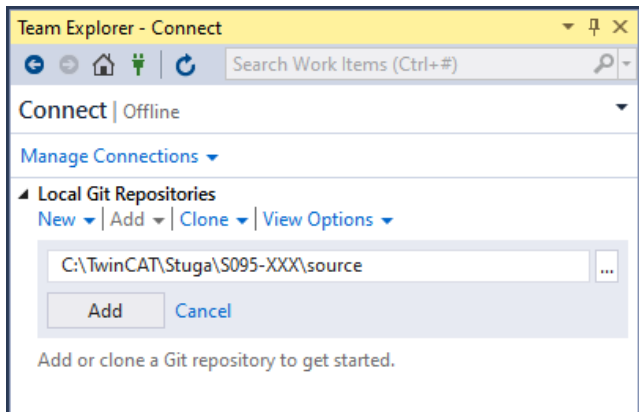 Team Explorer - Connect
Search Work Items (Ctrl+#)
Connect | Offline
Manage Connections
Local Git Repositories
New | Add | Clone | View Options
C:\TwinCAT\Stuga\S095-XXX\source
...
Add Cancel
Add or clone a Git repository to get started.